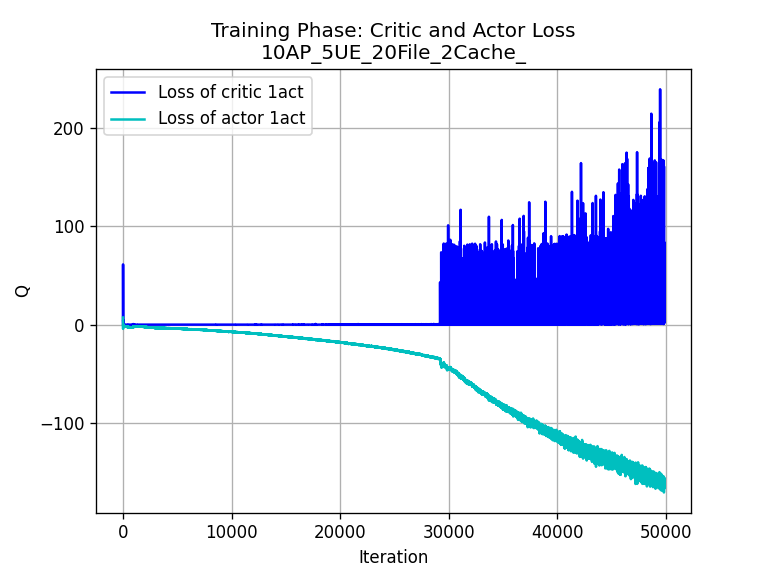 Training Phase: Critic and Actor Loss
10AP_5UE_20File_2Cache_
Loss of critic 1act
Loss of actor 1act
200
100
0
−100
Q
0 10000 20000 30000 40000 50000
Iteration